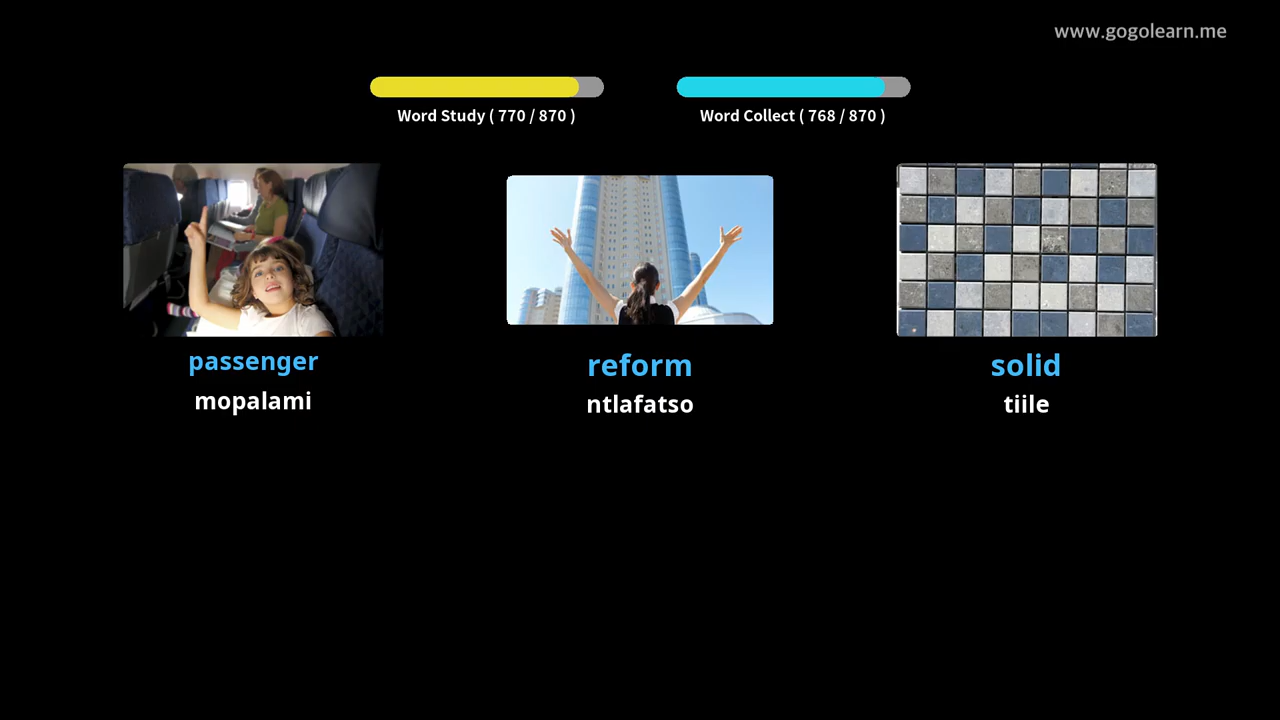 www.gogolearn.me
Word Study ( 770 / 870 )
Word Collect ( 768 / 870 )
passenger
mopalami
reform
ntlafatso
solid
tiile